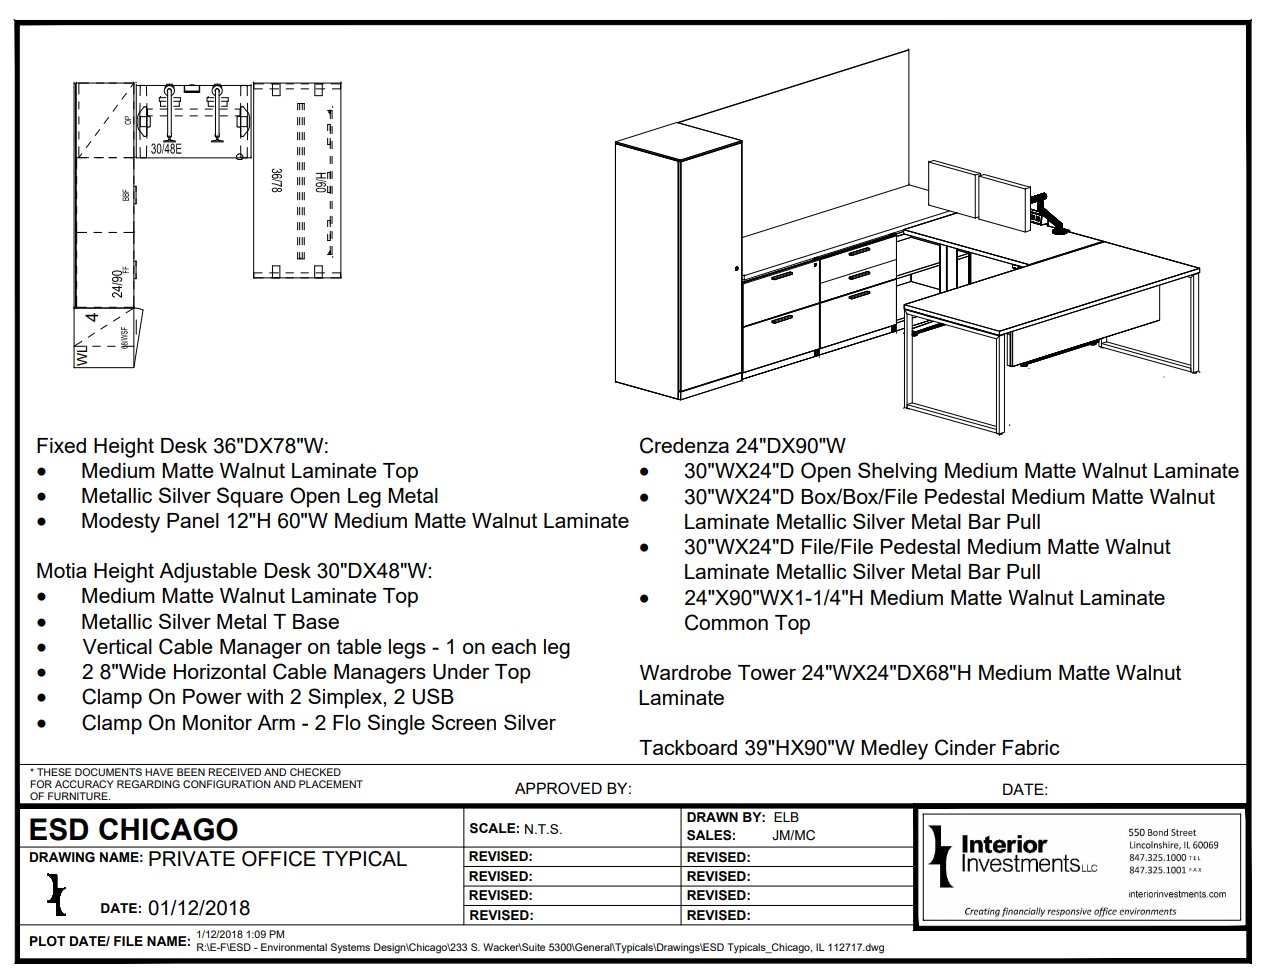 OP
30/48E
BBF
36/78
H/60
FF
24/90
4
BB/WSF
WL
Fixed Height Desk 36"DX78"W:
● Medium Matte Walnut Laminate Top
● Metallic Silver Square Open Leg Metal
● Modesty Panel 12"H 60"W Medium Matte Walnut Laminate
Motia Height Adjustable Desk 30"DX48"W:
● Medium Matte Walnut Laminate Top
● Metallic Silver Metal T Base
● Vertical Cable Manager on table legs - 1 on each leg
● 2 8"Wide Horizontal Cable Managers Under Top
● Clamp On Power with 2 Simplex, 2 USB
● Clamp On Monitor Arm - 2 Flo Single Screen Silver
Credenza 24"DX90"W
● 30"WX24"D Open Shelving Medium Matte Walnut Laminate
● 30"WX24"D Box/Box/File Pedestal Medium Matte Walnut
Laminate Metallic Silver Metal Bar Pull
● 30"WX24"D File/File Pedestal Medium Matte Walnut
Laminate Metallic Silver Metal Bar Pull
● 24"X90"WX1-1/4"H Medium Matte Walnut Laminate
Common Top
Wardrobe Tower 24"WX24"DX68"H Medium Matte Walnut
Laminate
Tackboard 39"HX90"W Medley Cinder Fabric
* THESE DOCUMENTS HAVE BEEN RECEIVED AND CHECKED
FOR ACCURACY REGARDING CONFIGURATION AND PLACEMENT
OF FURNITURE.
APPROVED BY:
DATE:
ESD CHICAGO
DRAWING NAME: PRIVATE OFFICE TYPICAL
DATE: 01/12/2018
SCALE: N.T.S.
REVISED:
REVISED:
REVISED:
REVISED:
DRAWN BY: ELB
SALES: JM/MC
REVISED:
REVISED:
REVISED:
REVISED:
Interior
Investments LLC
550 Bond Street
Lincolnshire, IL 60069
847.325.1000 TEL
847.325.1001 FAX
interiorinvestments.com
Creating financially responsive office environments
PLOT DATE/ FILE NAME: 1/12/2018 1:09 PM
R:\E-F\ESD - Environmental Systems Design\Chicago\233 S. Wacker\Suite 5300\General\Typicals\Drawings\ESD Typicals_Chicago, IL 112717.dwg